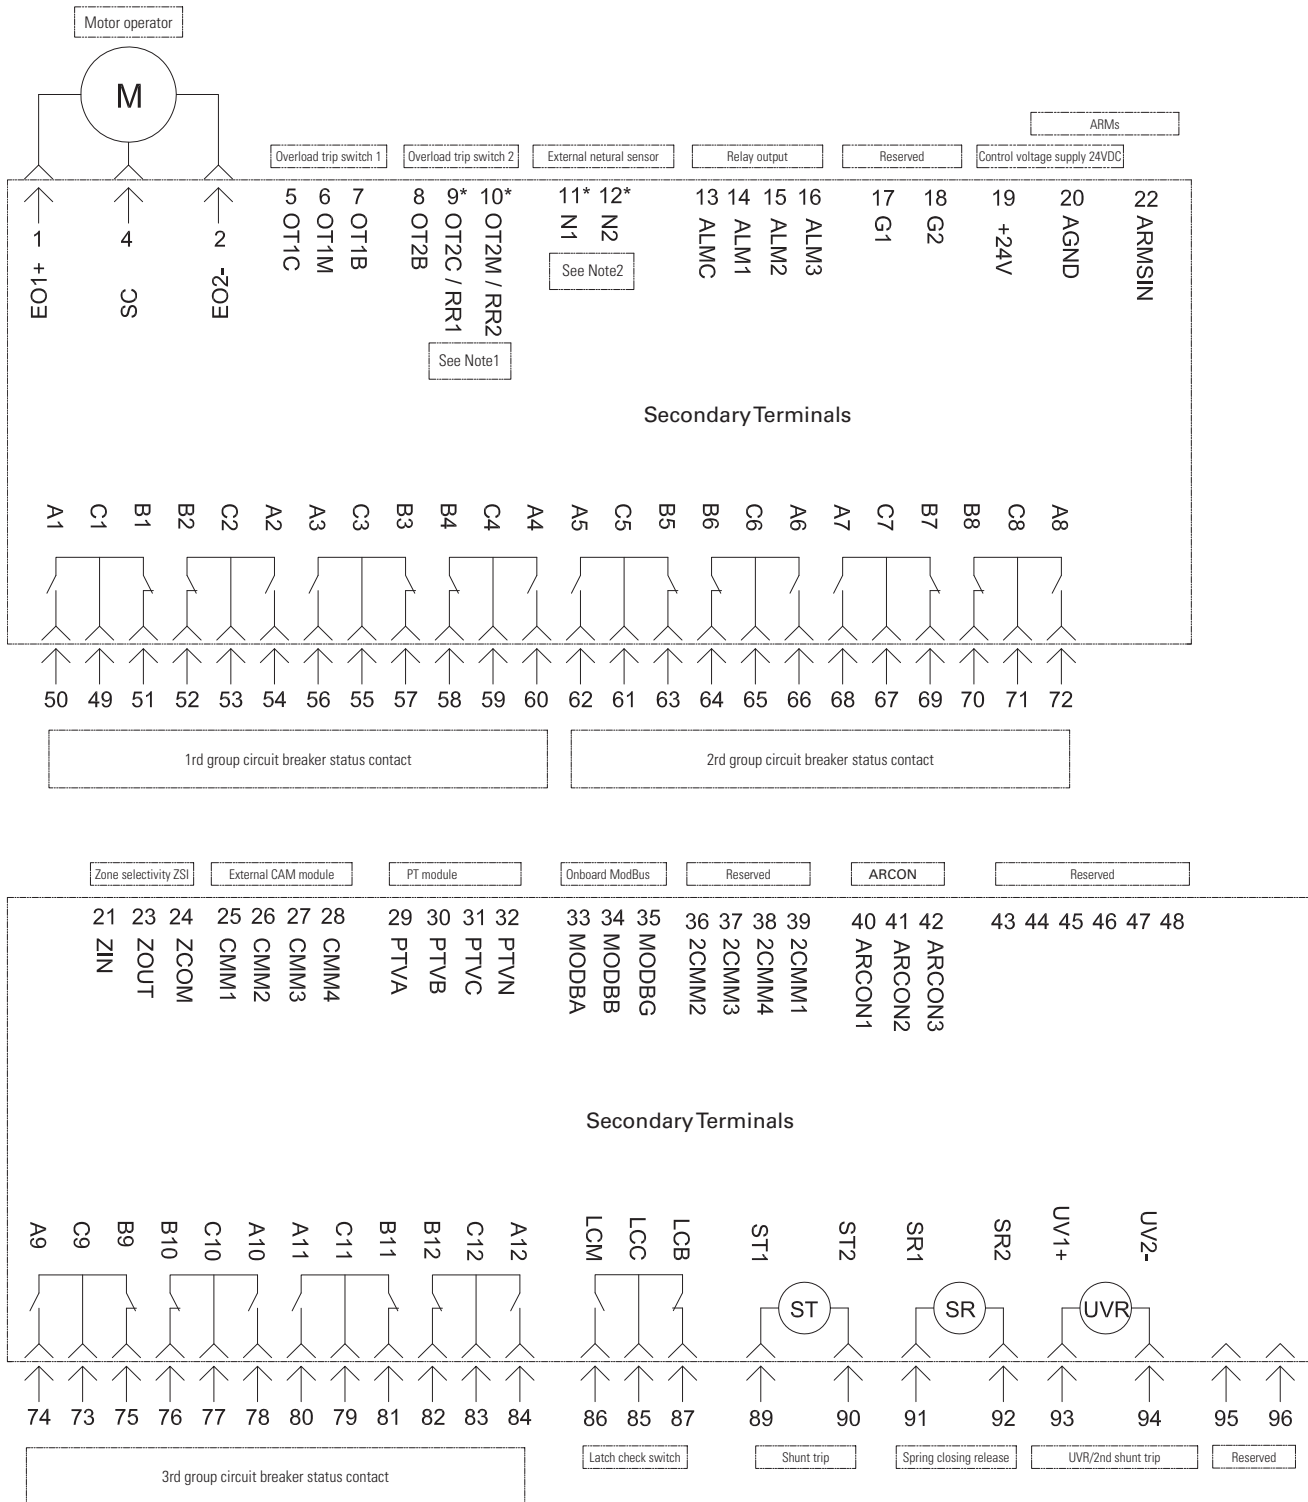 Motor operator
M
ARMs
Overload trip switch 1 Overload trip switch 2 External netural sensor Relay output Reserved Control voltage supply 24VDC
1 4 2 5 6 7 8 9* 10* 11* 12* 13 14 15 16 17 18 19 20 22
EO1+ SC EO2- OT1C OT1M OT1B OT2B OT2C / RR1 OT2M / RR2 N1 N2 ALMC ALM1 ALM2 ALM3 G1 G2 +24V AGND ARMSIN
See Note2
See Note1
Secondary Terminals
A1 C1 B1 B2 C2 A2 A3 C3 B3 B4 C4 A4 A5 C5 B5 B6 C6 A6 A7 C7 B7 B8 C8 A8
50 49 51 52 53 54 56 55 57 58 59 60 62 61 63 64 65 66 68 67 69 70 71 72
1rd group circuit breaker status contact 2rd group circuit breaker status contact
Zone selectivity ZSI External CAM module PT module Onboard ModBus Reserved ARCON Reserved
21 23 24 25 26 27 28 29 30 31 32 33 34 35 36 37 38 39 40 41 42 43 44 45 46 47 48
ZIN ZOUT ZCOM CMM1 CMM2 CMM3 CMM4 PTVA PTVB PTVC PTVN MODBA MODBB MODBG 2CMM2 2CMM3 2CMM4 2CMM1 ARCON1 ARCON2 ARCON3
Secondary Terminals
A9 C9 B9 B10 C10 A10 A11 C11 B11 B12 C12 A12 LCM LCC LCB ST1 ST2 SR1 SR2 UV1+ UV2-
ST SR UVR
74 73 75 76 77 78 80 79 81 82 83 84 86 85 87 89 90 91 92 93 94 95 96
3rd group circuit breaker status contact Latch check switch Shunt trip Spring closing release UVR/2nd shunt trip Reserved